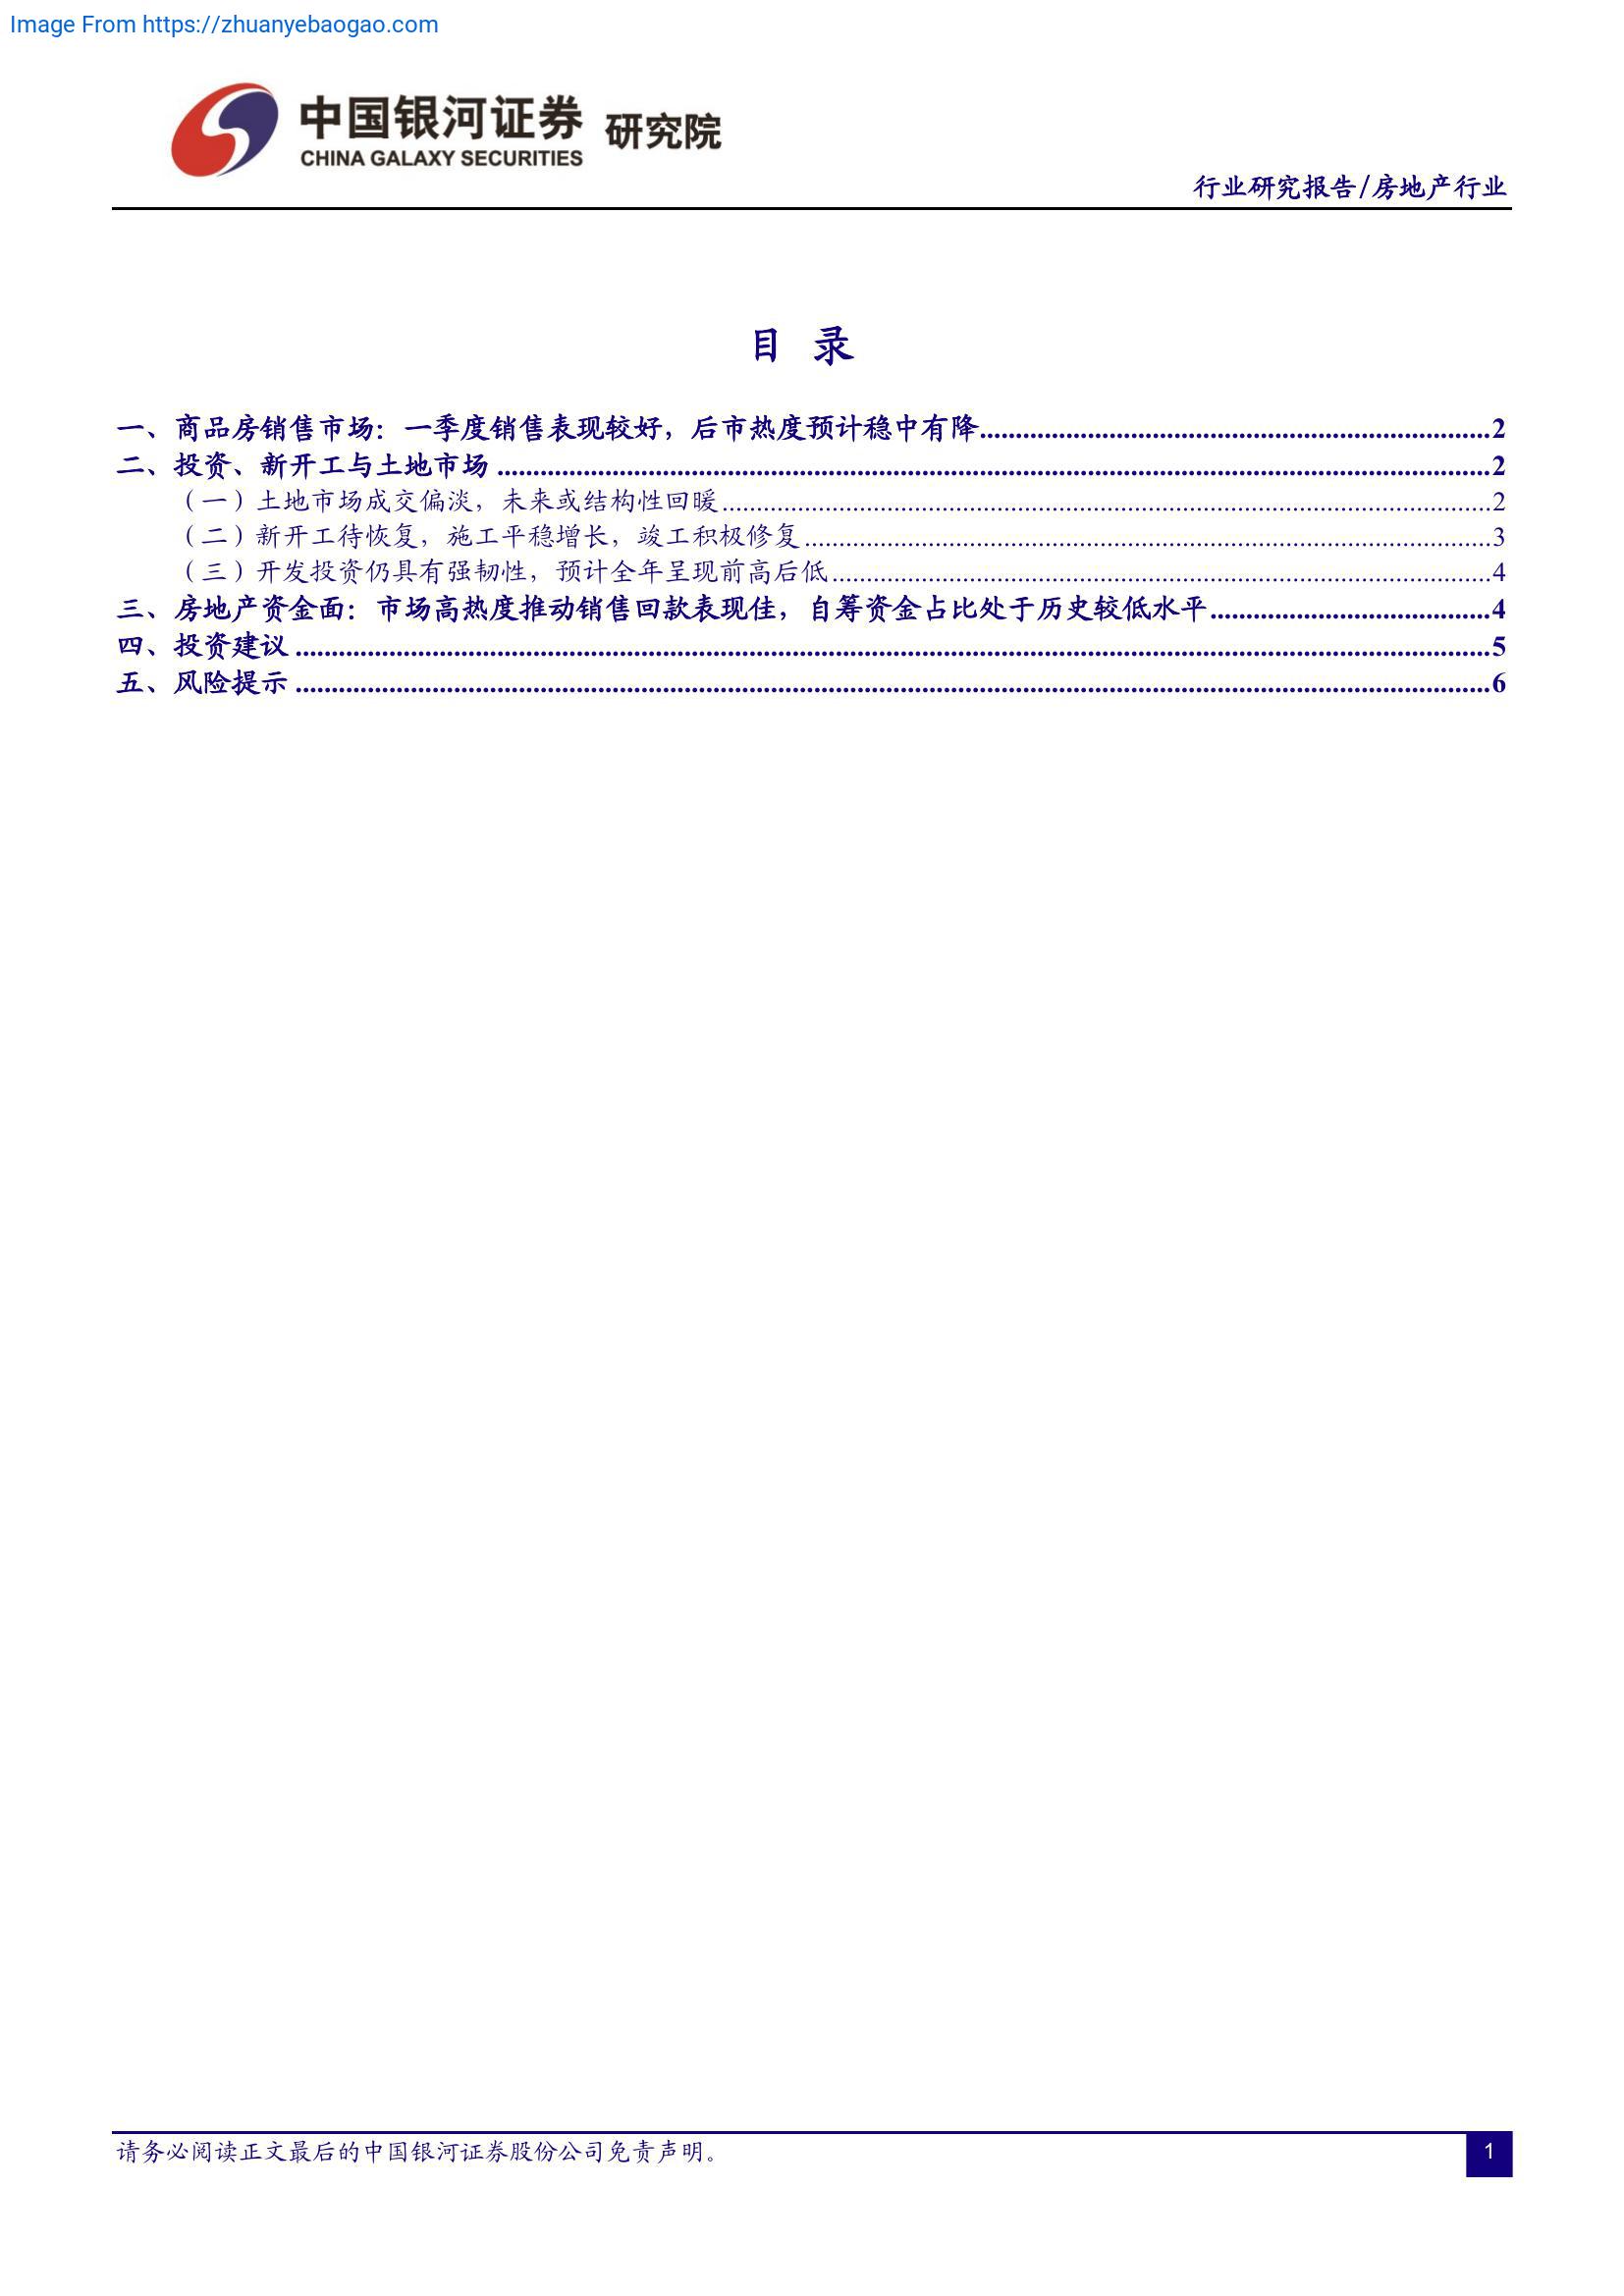 Image From https://zhuanyebaogao.com
中国银河证券 研究院
CHINA GALAXY SECURITIES
行业研究报告/房地产行业
目 录
一、商品房销售市场：一季度销售表现较好，后市热度预计稳中有降........2
二、投资、新开工与土地市场........2
（一）土地市场成交偏淡，未来或结构性回暖........2
（二）新开工待恢复，施工平稳增长，竣工积极修复........3
（三）开发投资仍具有强韧性，预计全年呈现前高后低........4
三、房地产资金面：市场高热度推动销售回款表现佳，自筹资金占比处于历史较低水平........4
四、投资建议........5
五、风险提示........6
请务必阅读正文最后的中国银河证券股份公司免责声明。
1